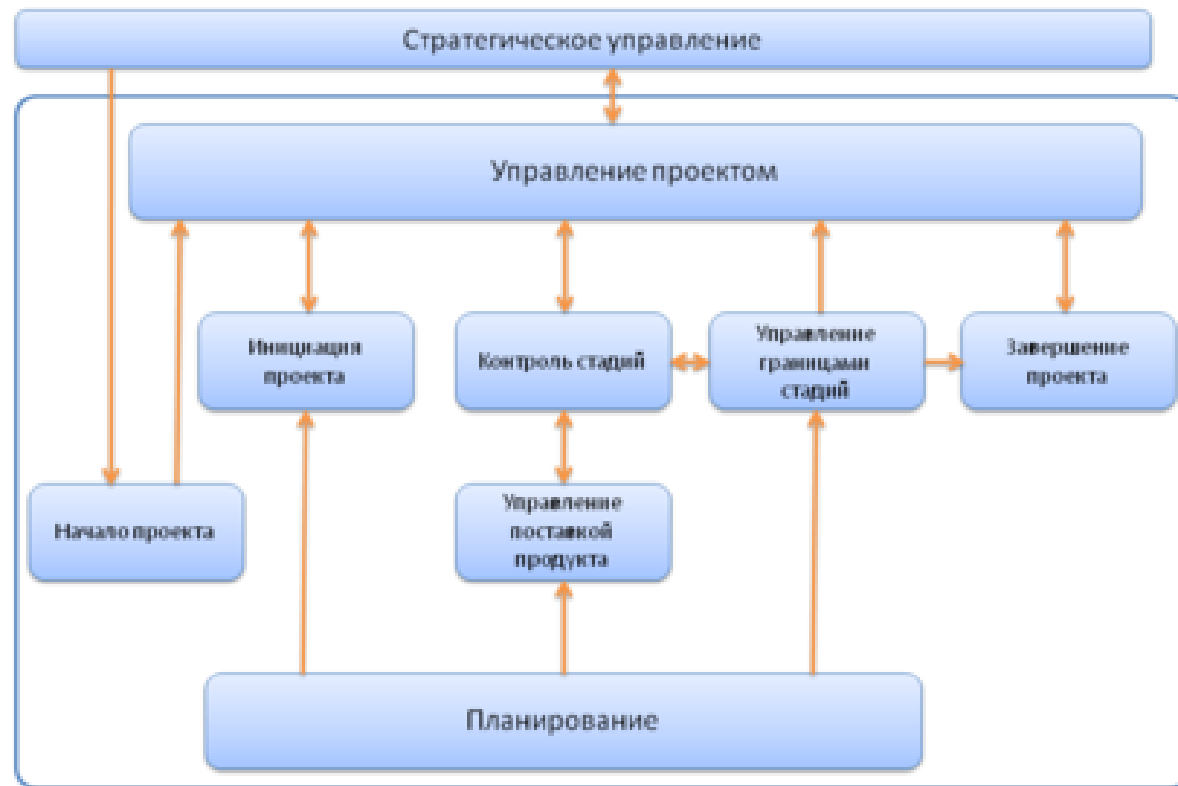 Стратегическое управление
Управление проектом
Инициация
проекта
Контроль стадий
Управление
границами
стадий
Завершение
проекта
Начало проекта
Управление
поставкой
продукта
Планирование